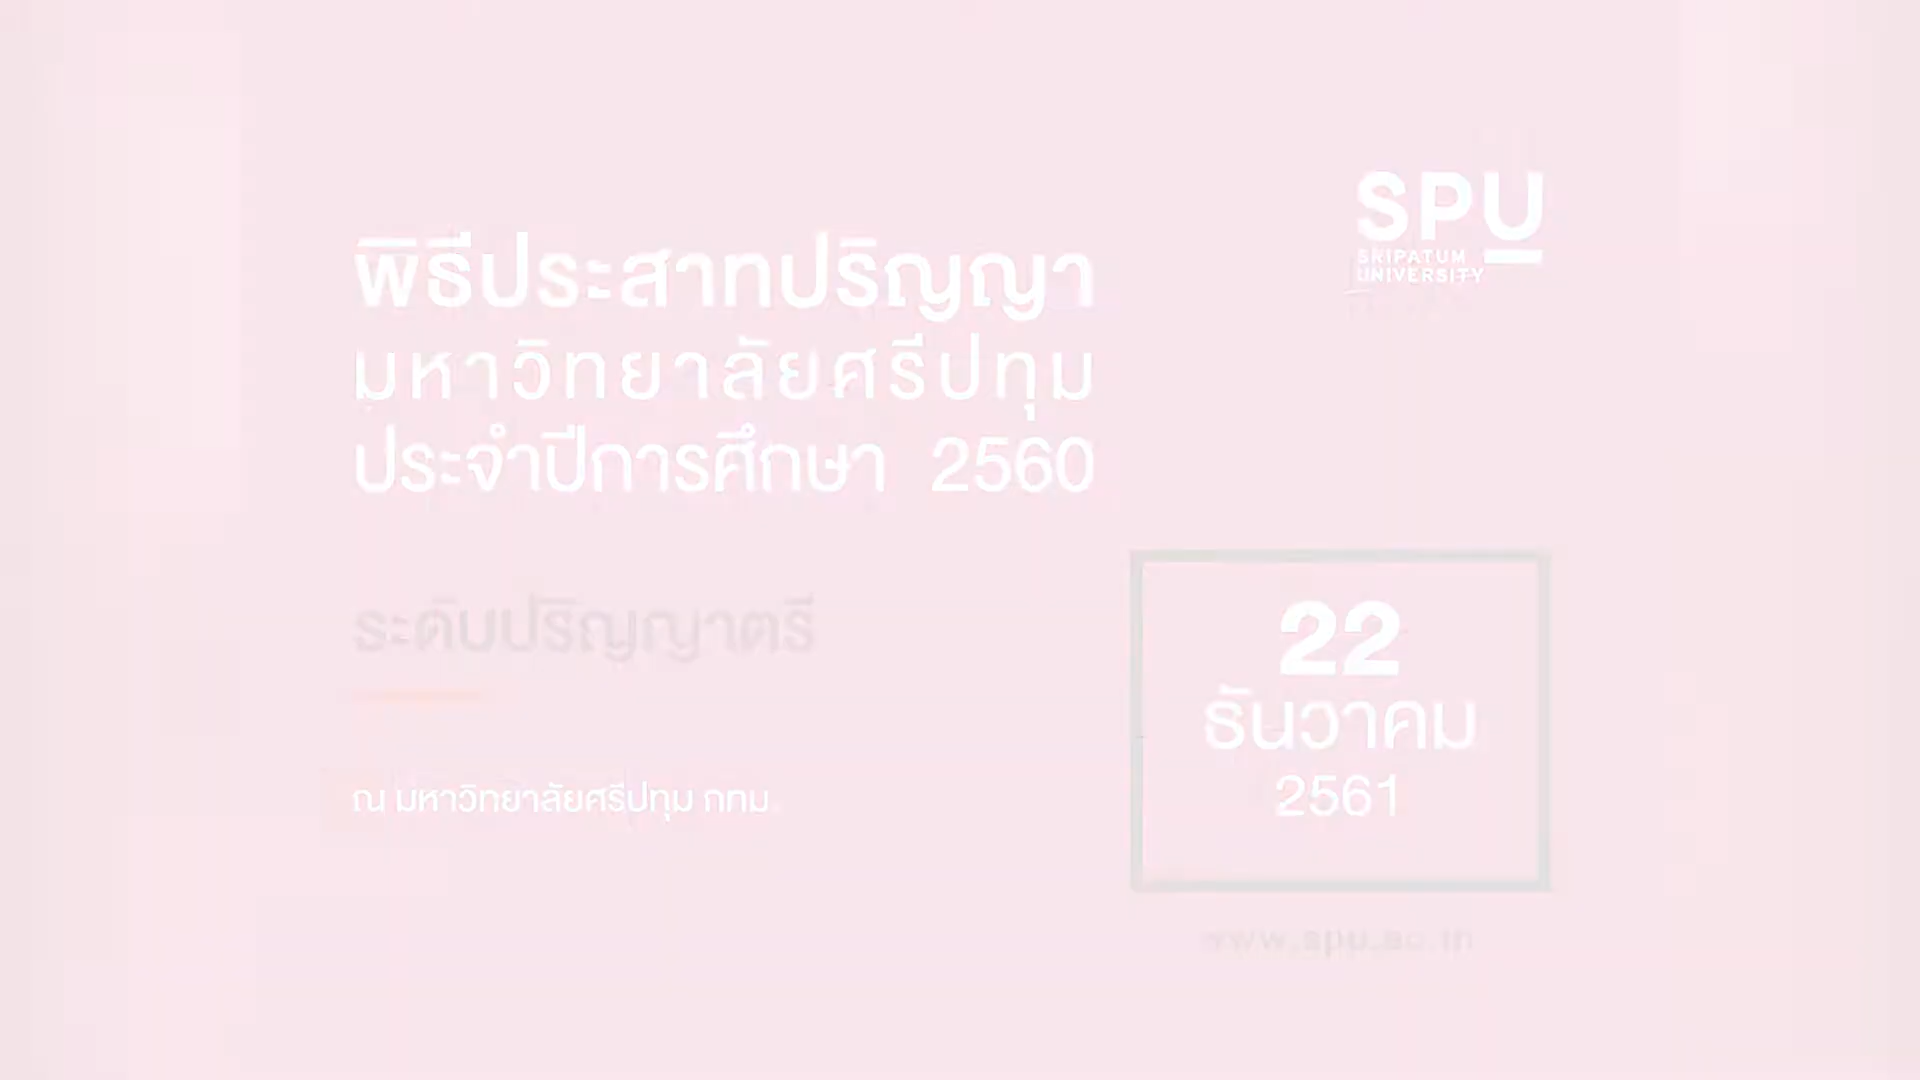 SPU
SRIPATUM
UNIVERSITY
พิธีประสาทปริญญา
มหาวิทยาลัยศรีปทุม
ประจำปีการศึกษา 2560
ระดับปริญญาตรี
ณ มหาวิทยาลัยศรีปทุม กทม.
22
ธันวาคม
2561
www.spu.ac.th